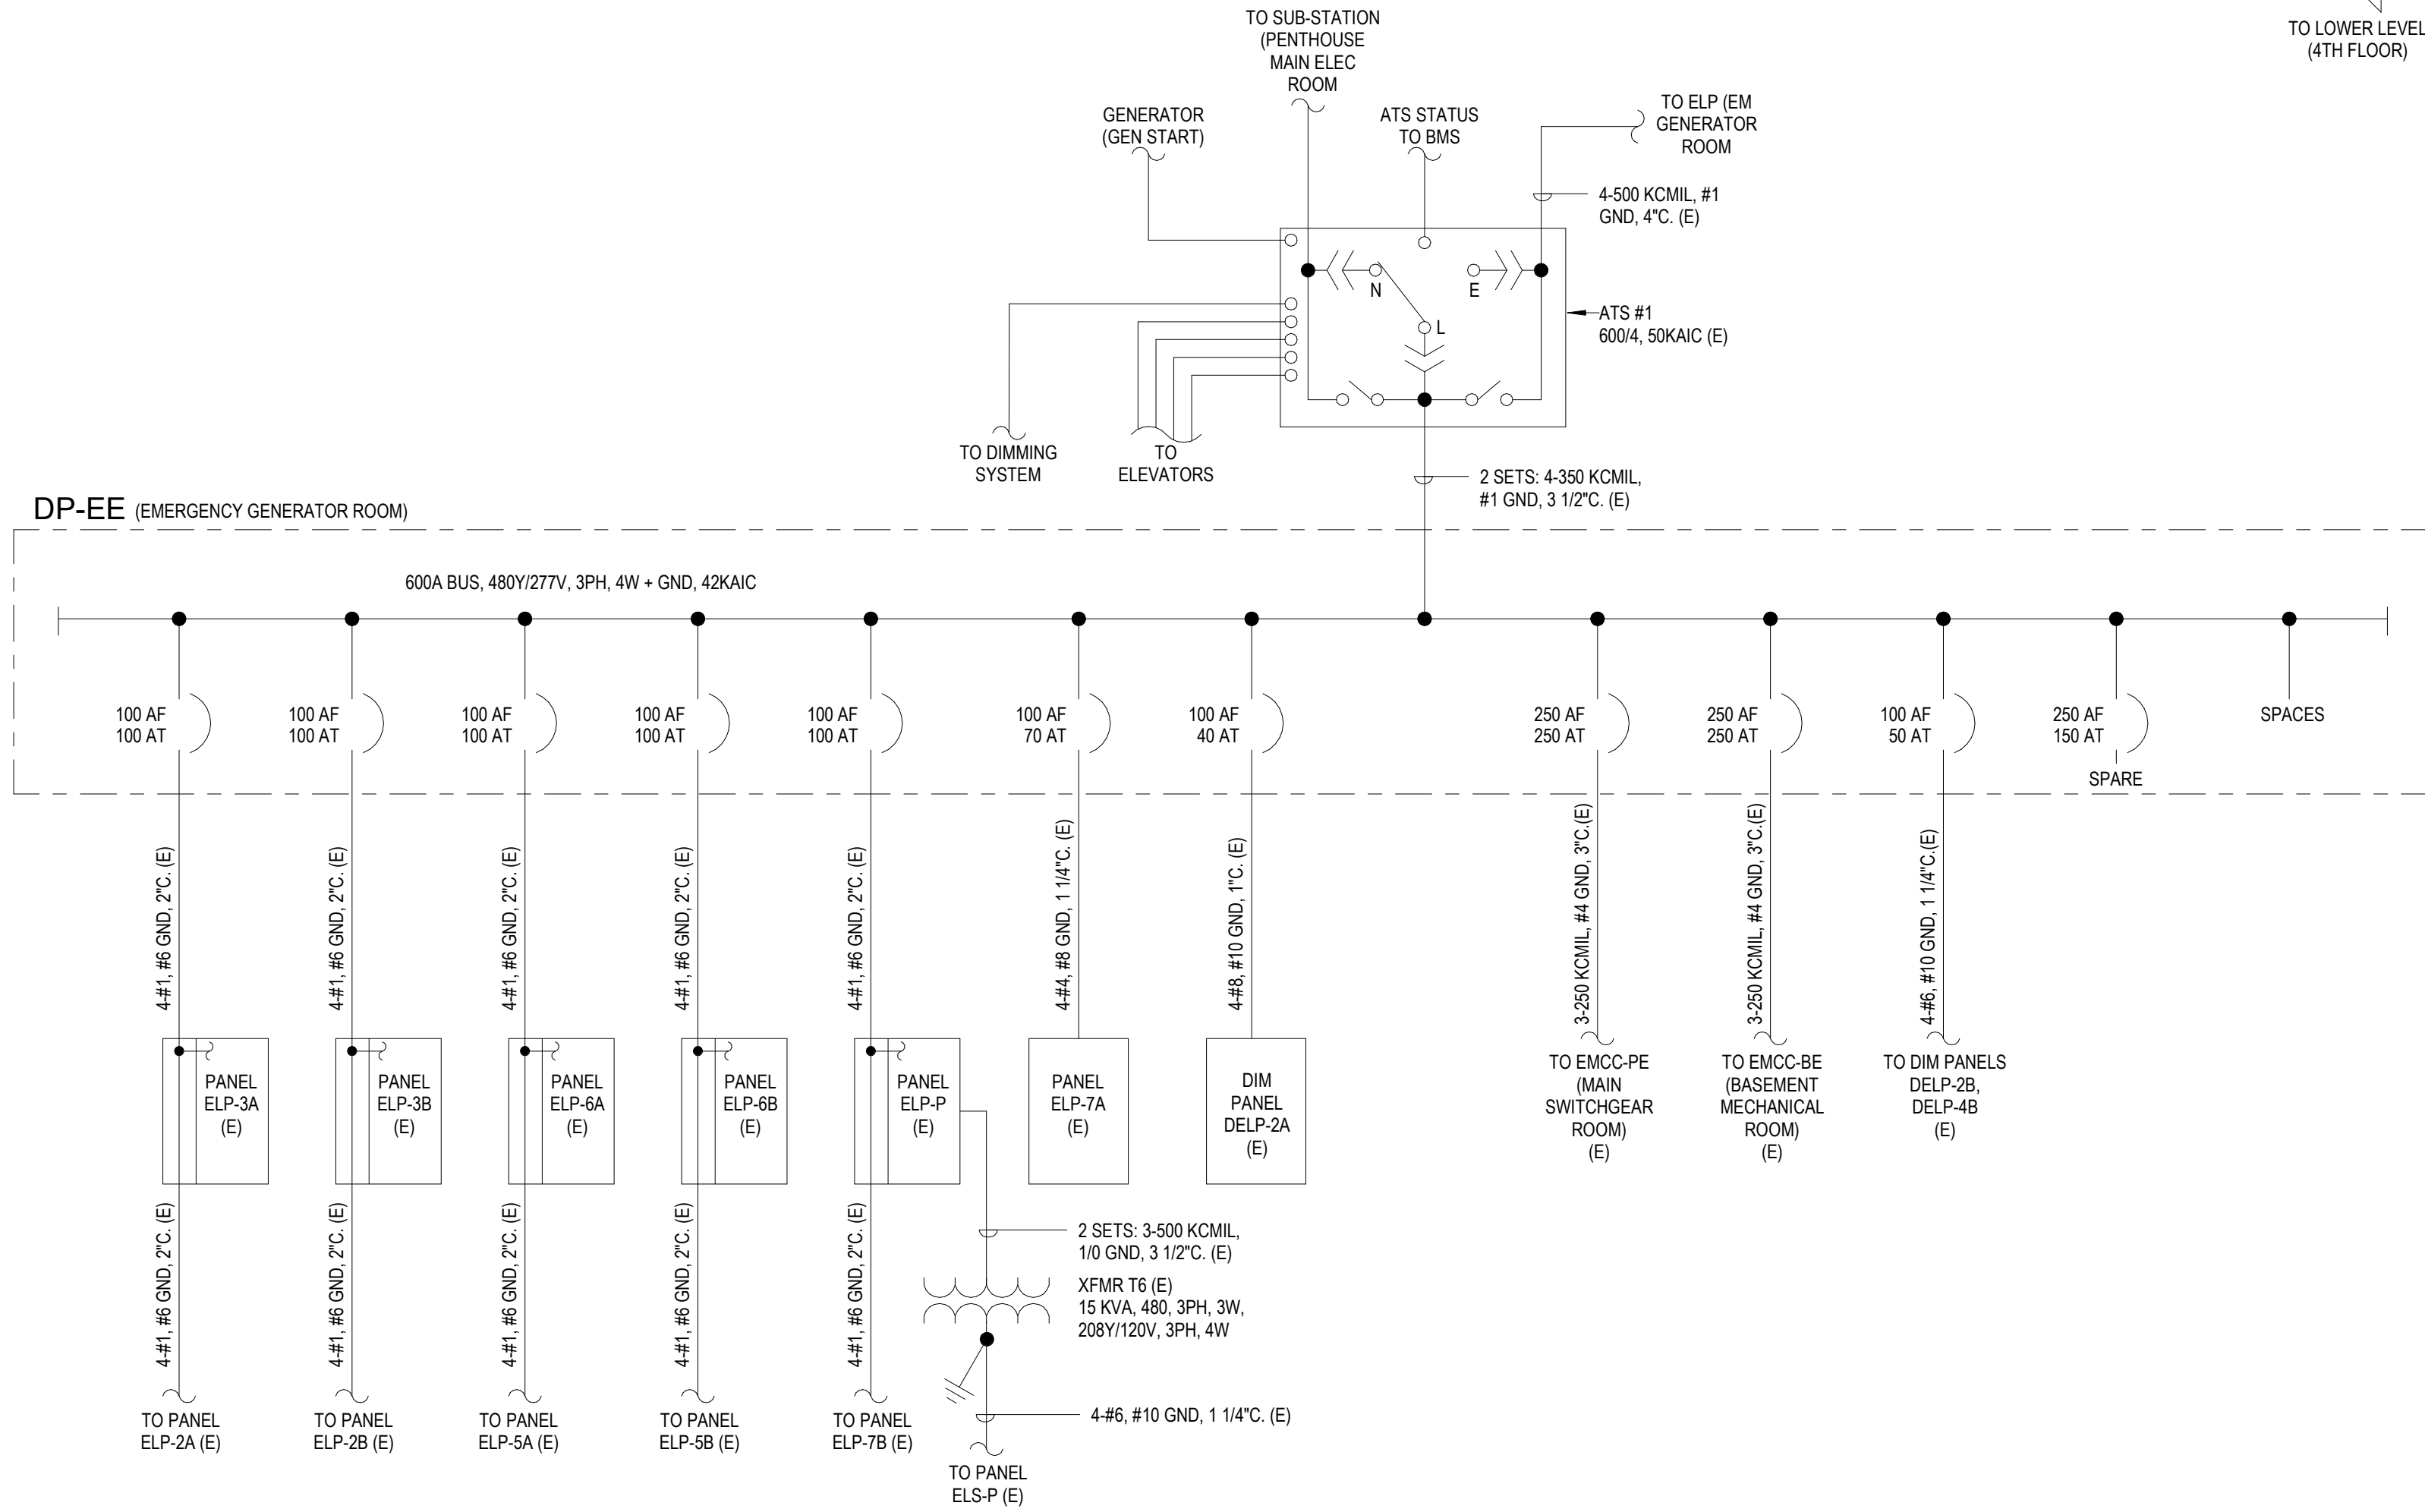 TO SUB-STATION
(PENTHOUSE
MAIN ELEC
ROOM
TO LOWER LEVEL
(4TH FLOOR)
GENERATOR
(GEN START)
ATS STATUS
TO BMS
TO ELP (EM
GENERATOR
ROOM
4-500 KCMIL, #1
GND, 4"C. (E)
N
E
L
ATS #1
600/4, 50KAIC (E)
TO DIMMING
SYSTEM
TO
ELEVATORS
2 SETS: 4-350 KCMIL,
#1 GND, 3 1/2"C. (E)
DP-EE (EMERGENCY GENERATOR ROOM)
600A BUS, 480Y/277V, 3PH, 4W + GND, 42KAIC
100 AF
100 AT
100 AF
100 AT
100 AF
100 AT
100 AF
100 AT
100 AF
100 AT
100 AF
70 AT
100 AF
40 AT
250 AF
250 AT
250 AF
250 AT
100 AF
50 AT
250 AF
150 AT
SPARE
SPACES
4-#1, #6 GND, 2"C. (E)
4-#1, #6 GND, 2"C. (E)
4-#1, #6 GND, 2"C. (E)
4-#1, #6 GND, 2"C. (E)
4-#1, #6 GND, 2"C. (E)
4-#4, #8 GND, 1 1/4"C. (E)
4-#8, #10 GND, 1"C. (E)
3-250 KCMIL, #4 GND, 3"C.(E)
3-250 KCMIL, #4 GND, 3"C.(E)
4-#6, #10 GND, 1 1/4"C.(E)
PANEL
ELP-3A
(E)
PANEL
ELP-3B
(E)
PANEL
ELP-6A
(E)
PANEL
ELP-6B
(E)
PANEL
ELP-P
(E)
PANEL
ELP-7A
(E)
DIM
PANEL
DELP-2A
(E)
TO EMCC-PE
(MAIN
SWITCHGEAR
ROOM)
(E)
TO EMCC-BE
(BASEMENT
MECHANICAL
ROOM)
(E)
TO DIM PANELS
DELP-2B,
DELP-4B
(E)
4-#1, #6 GND, 2"C. (E)
4-#1, #6 GND, 2"C. (E)
4-#1, #6 GND, 2"C. (E)
4-#1, #6 GND, 2"C. (E)
4-#1, #6 GND, 2"C. (E)
2 SETS: 3-500 KCMIL,
1/0 GND, 3 1/2"C. (E)
XFMR T6 (E)
15 KVA, 480, 3PH, 3W,
208Y/120V, 3PH, 4W
4-#6, #10 GND, 1 1/4"C. (E)
TO PANEL
ELP-2A (E)
TO PANEL
ELP-2B (E)
TO PANEL
ELP-5A (E)
TO PANEL
ELP-5B (E)
TO PANEL
ELP-7B (E)
TO PANEL
ELS-P (E)